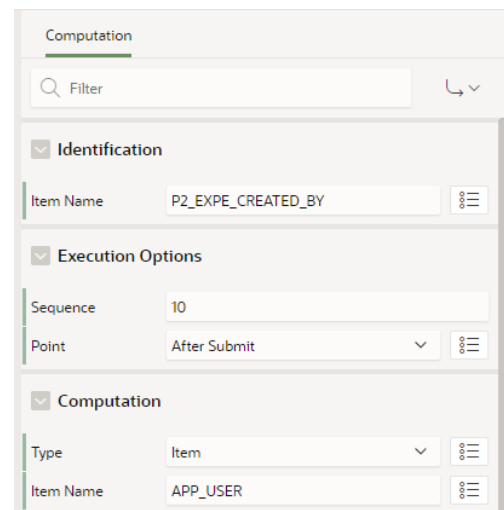 Computation
Filter
Identification
Item Name P2_EXPE_CREATED_BY
Execution Options
Sequence 10
Point After Submit
Computation
Type Item
Item Name APP_USER